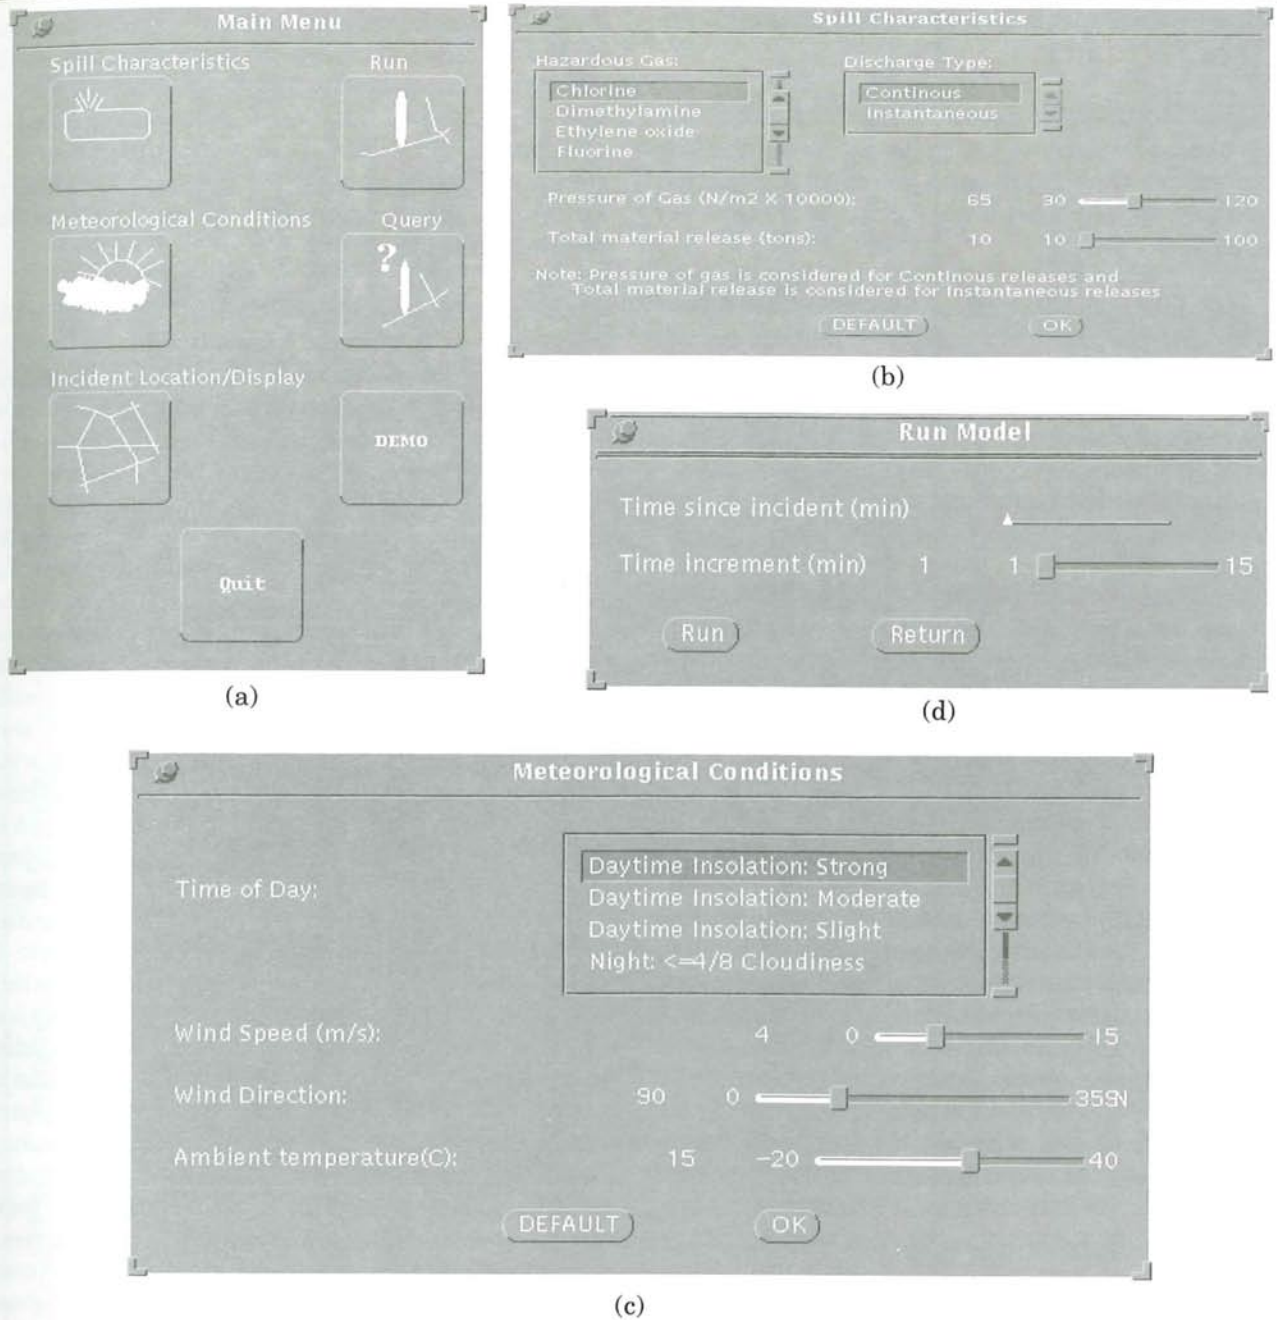 Main Menu
Spill Characteristics Run
Meteorological Conditions Query
?
Incident Location/Display
DEMO
Quit
(a)
Spill Characteristics
Hazardous Gas: Discharge Type:
Chlorine
Dimethylamine
Ethylene oxide
Fluorine
Continous
Instantaneous
Pressure of Gas (N/m2 X 10000): 65 30 120
Total material release (tons): 10 10 100
Note: Pressure of gas is considered for Continous releases and
Total material release is considered for Instantaneous releases
DEFAULT OK
(b)
Run Model
Time since incident (min)
Time increment (min) 1 1 15
Run Return
(d)
Meteorological Conditions
Time of Day:
Daytime Insolation: Strong
Daytime Insolation: Moderate
Daytime Insolation: Slight
Night: <=4/8 Cloudiness
Wind Speed (m/s): 4 0 15
Wind Direction: 90 0 359N
Ambient temperature(C): 15 -20 40
DEFAULT OK
(c)